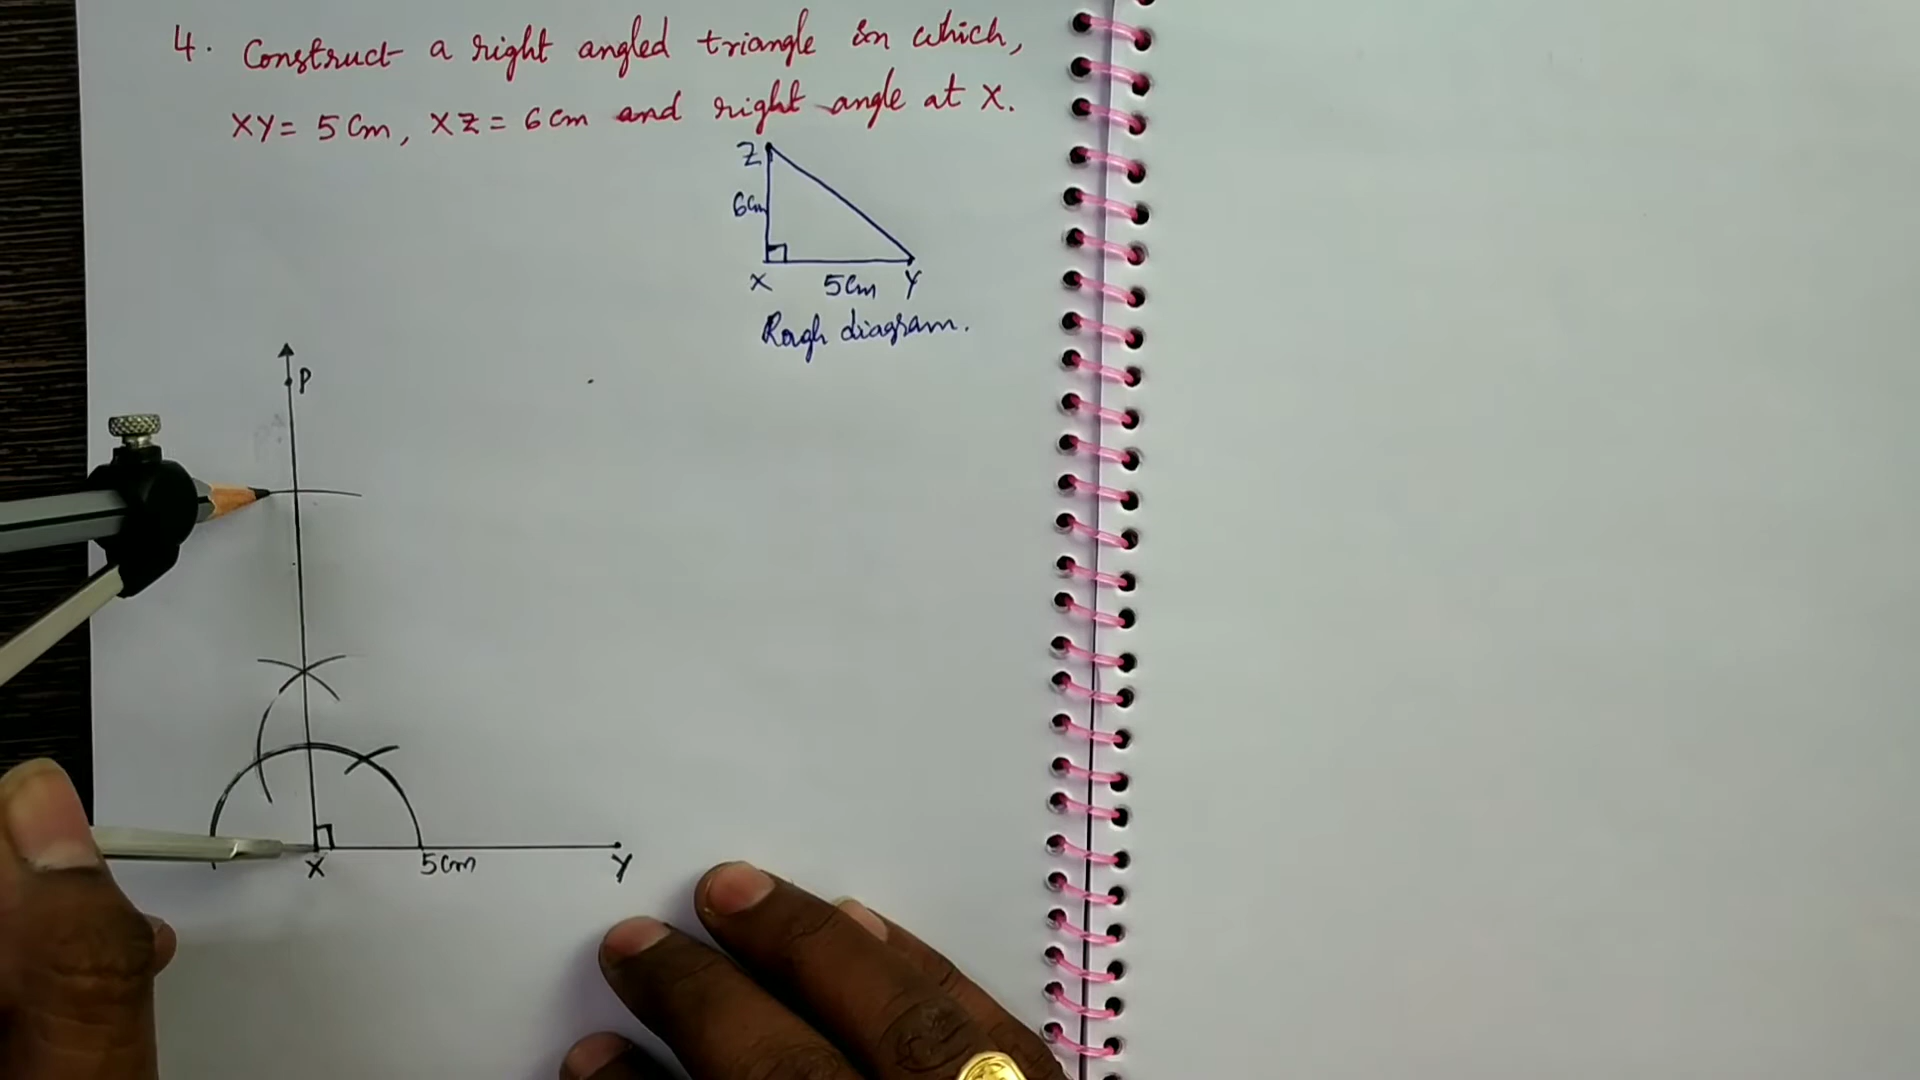 4. Construct a right angled triangle in which,
XY = 5 Cm, XZ = 6 cm and right angle at X.
Z
6Cm
X 5Cm Y
Rough diagram.
P
X 5Cm Y